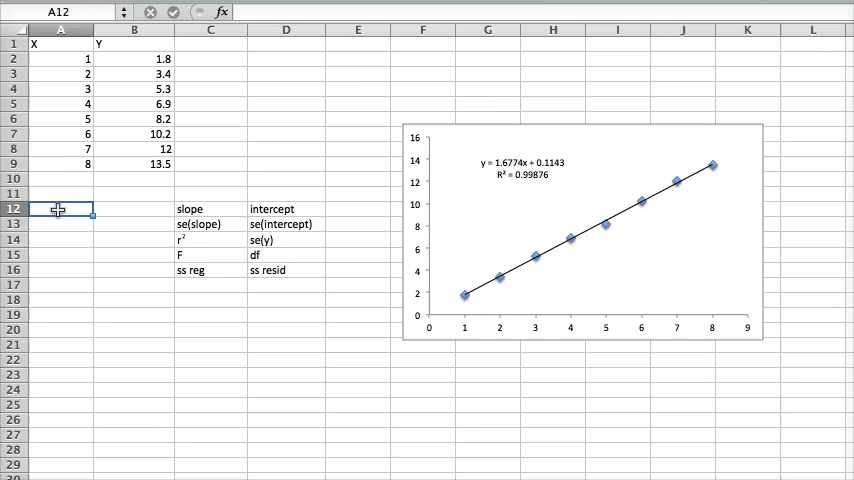 A12 fx
A B C D E F G H I J K L
1 X Y
2 1 1.8
3 2 3.4
4 3 5.3
5 4 6.9
6 5 8.2
7 6 10.2
8 7 12
9 8 13.5
10
11
12 slope intercept
13 se(slope) se(intercept)
14 r² se(y)
15 F df
16 ss reg ss resid
17
18
19
20
21
22
23
24
25
26
27
28
29
30
16
14
12
10
8
6
4
2
0
y = 1.6774x + 0.1143
R² = 0.99876
0 1 2 3 4 5 6 7 8 9